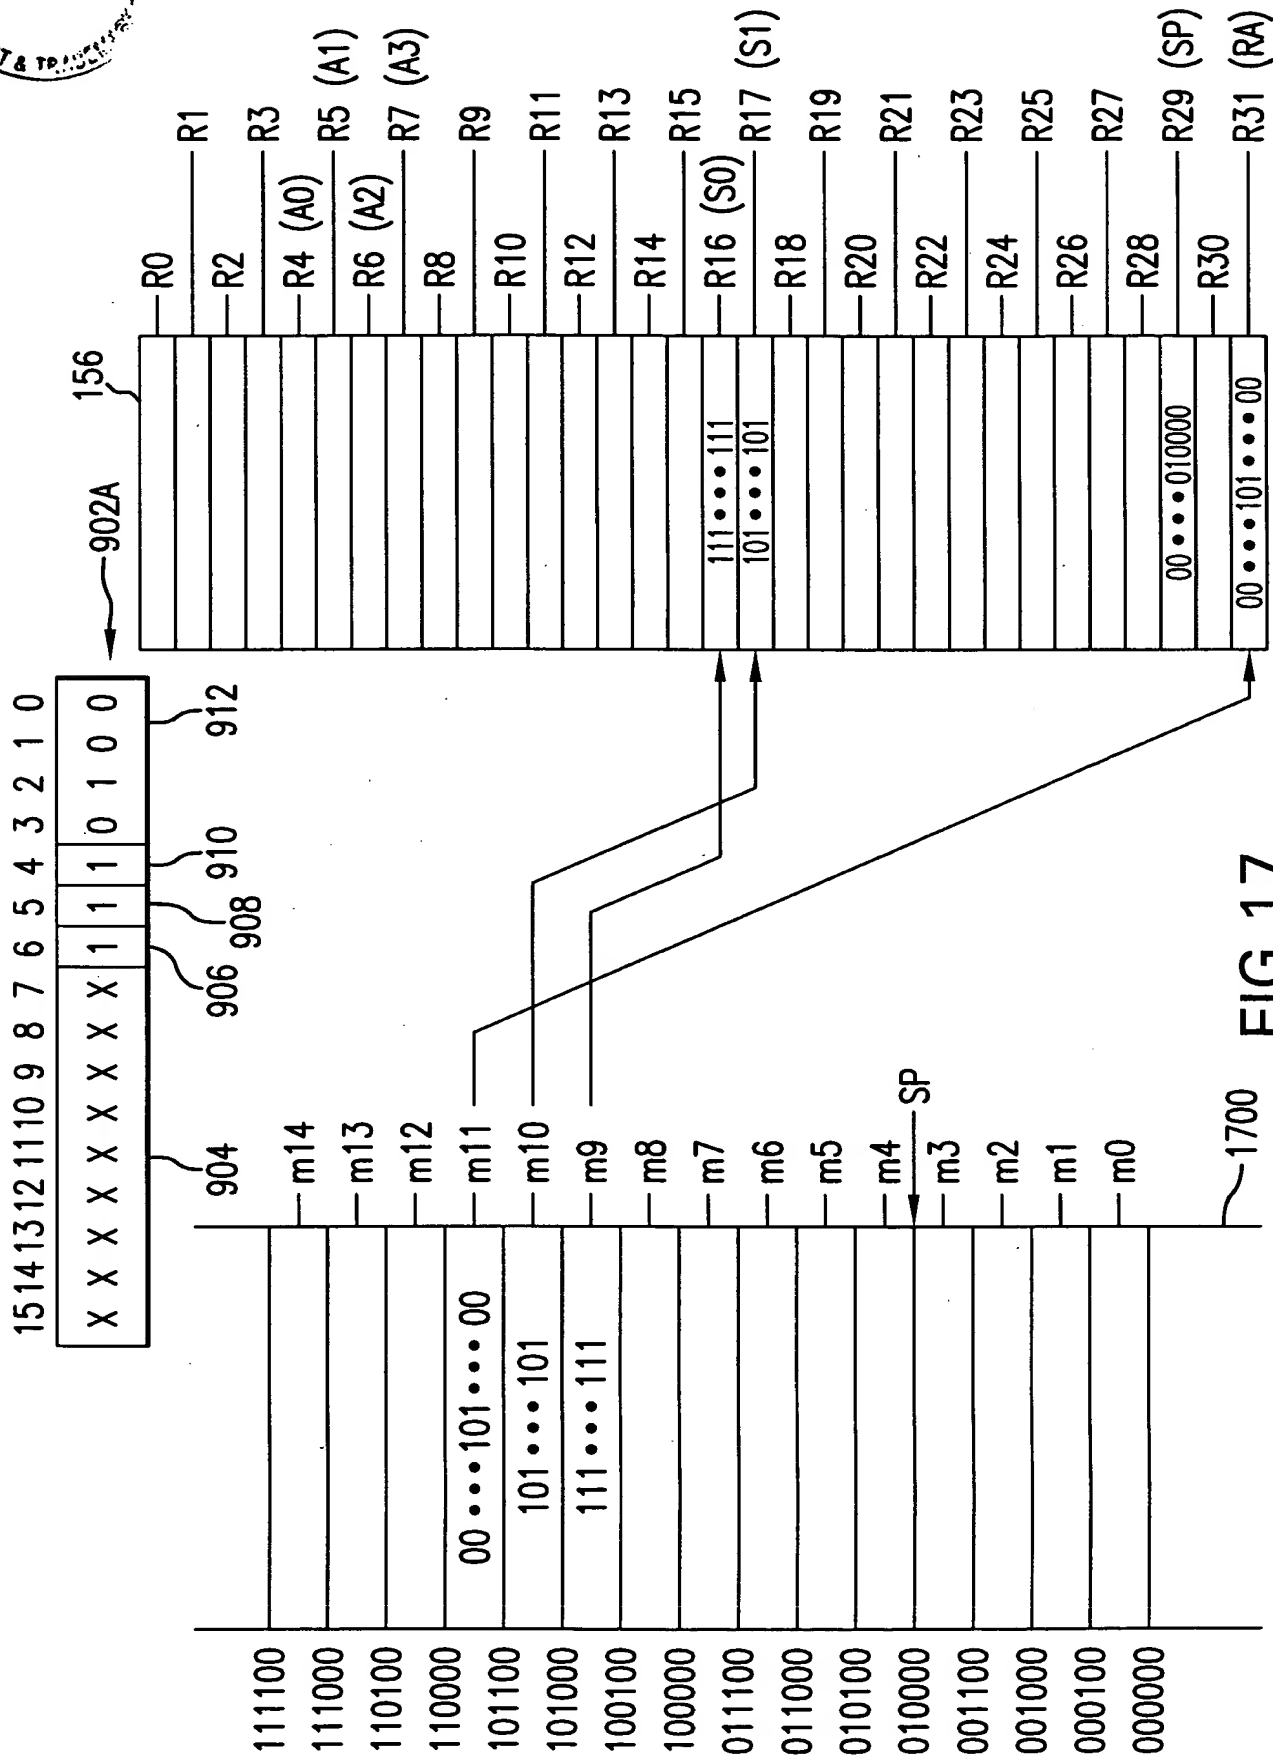 T & TRADEMARK
15 14 13 12 11 10 9 8 7 6 5 4 3 2 1 0
X X X X X X X X X 1 1 1 0 1 0 0
904
906
908
910
912
902A
156
R0
R1
R2
R3
R4 (A0)
R5 (A1)
R6 (A2)
R7 (A3)
R8
R9
R10
R11
R12
R13
R14
R15
111•••111
R16 (S0)
101•••101
R17 (S1)
R18
R19
R20
R21
R22
R23
R24
R25
R26
R27
R28
00••••010000
R29 (SP)
R30
00••••101••••00
R31 (RA)
111100
m14
111000
m13
110100
m12
110000
00••••101••••00
m11
101100
101•••101
m10
101000
111•••111
m9
100100
m8
100000
m7
011100
m6
011000
m5
010100
m4
010000
SP
m3
001100
m2
001000
m1
000100
m0
000000
1700
FIG. 17